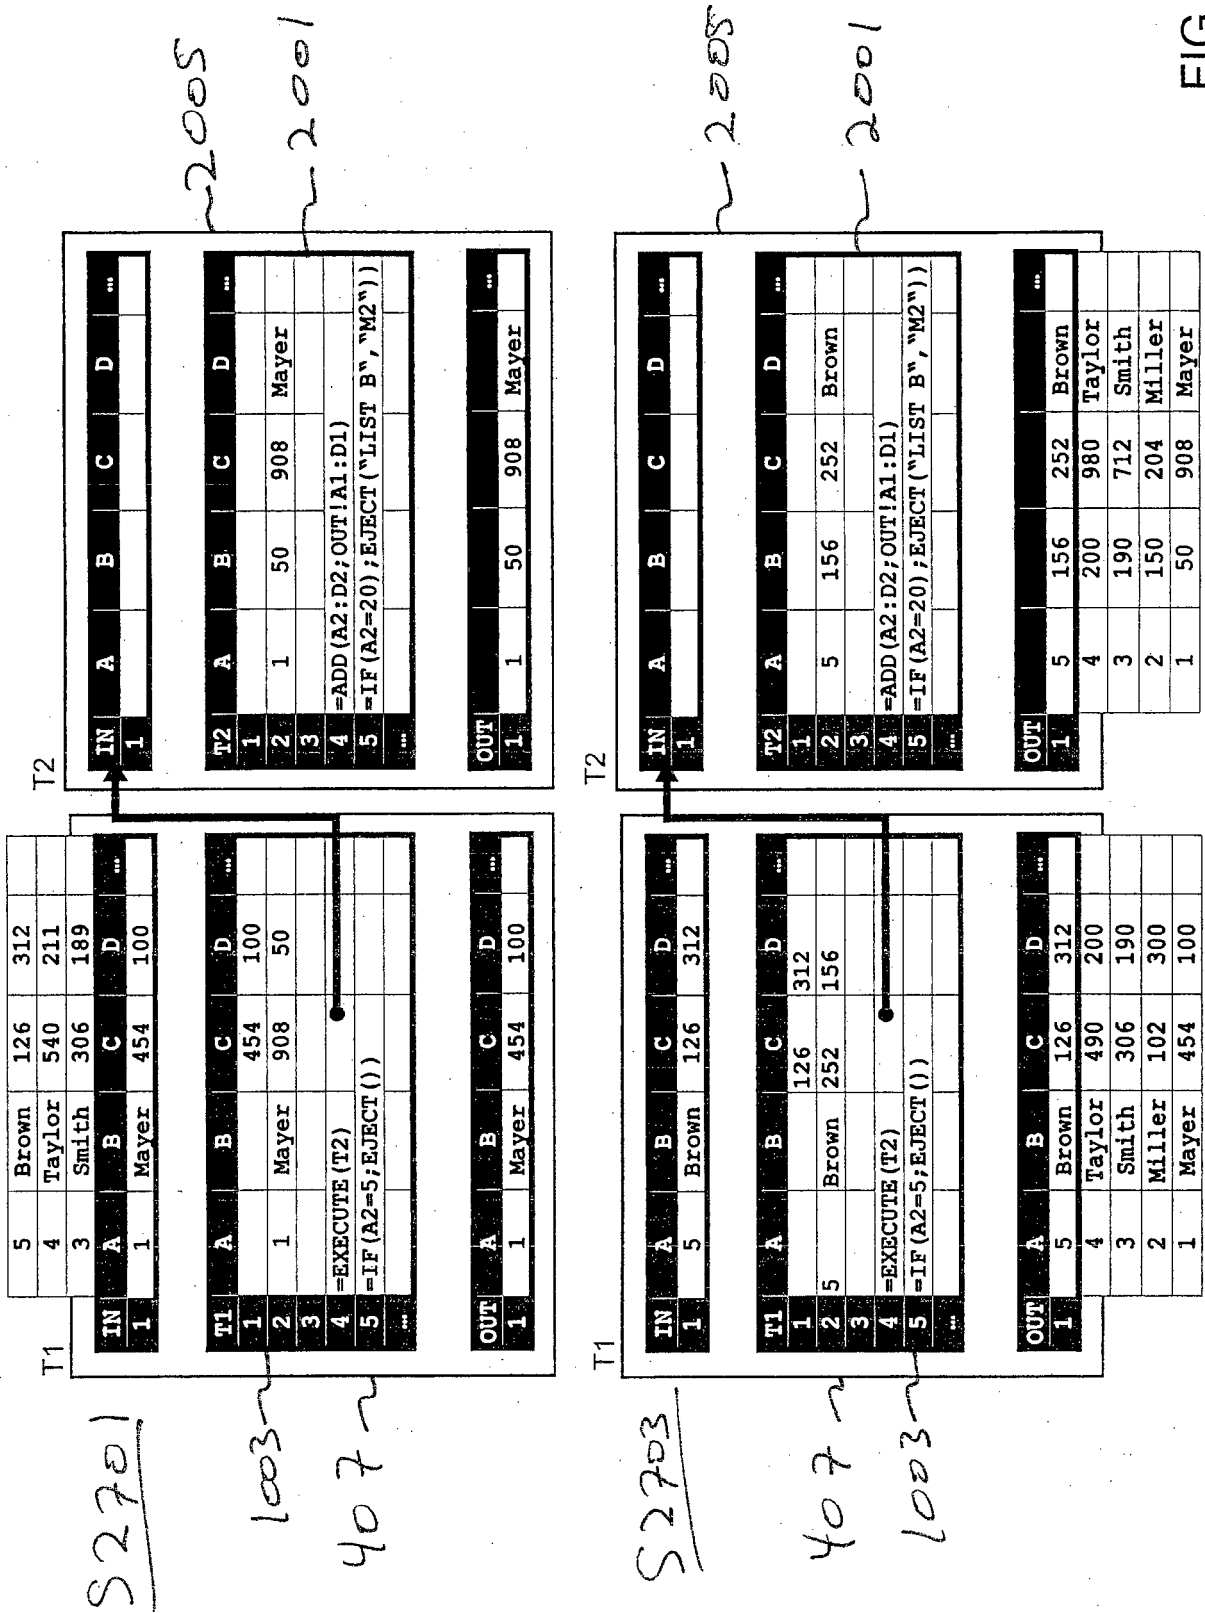 S2701
T1
5 Brown 126 312
4 Taylor 540 211
3 Smith 306 189
IN A B C D ...
1 1 Mayer 454 100
T1 A B C D ...
1 454 100
2 1 Mayer 908 50
3
4 =EXECUTE(T2)
5 =IF(A2=5;EJECT())
...
OUT A B C D ...
1 1 Mayer 454 100
1003
407
T2
IN A B C D ...
1
T2 A B C D ...
1
2 1 50 908 Mayer
3
4 =ADD(A2:D2;OUT!A1:D1)
5 =IF(A2=20);EJECT("LIST B","M2"))
...
OUT ...
1 1 50 908 Mayer
2005
2001
S2703
T1
IN A B C D ...
1 5 Brown 126 312
T1 A B C D ...
1 126 312
2 5 Brown 252 156
3
4 =EXECUTE(T2)
5 =IF(A2=5;EJECT())
...
OUT A B C D ...
1 5 Brown 126 312
4 Taylor 490 200
3 Smith 306 190
2 Miller 102 300
1 Mayer 454 100
407
1003
T2
IN A B C D ...
1
T2 A B C D ...
1
2 5 156 252 Brown
3
4 =ADD(A2:D2;OUT!A1:D1)
5 =IF(A2=20);EJECT("LIST B","M2"))
...
OUT ...
1 5 156 252 Brown
4 200 980 Taylor
3 190 712 Smith
2 150 204 Miller
1 50 908 Mayer
2005
2001
FIG